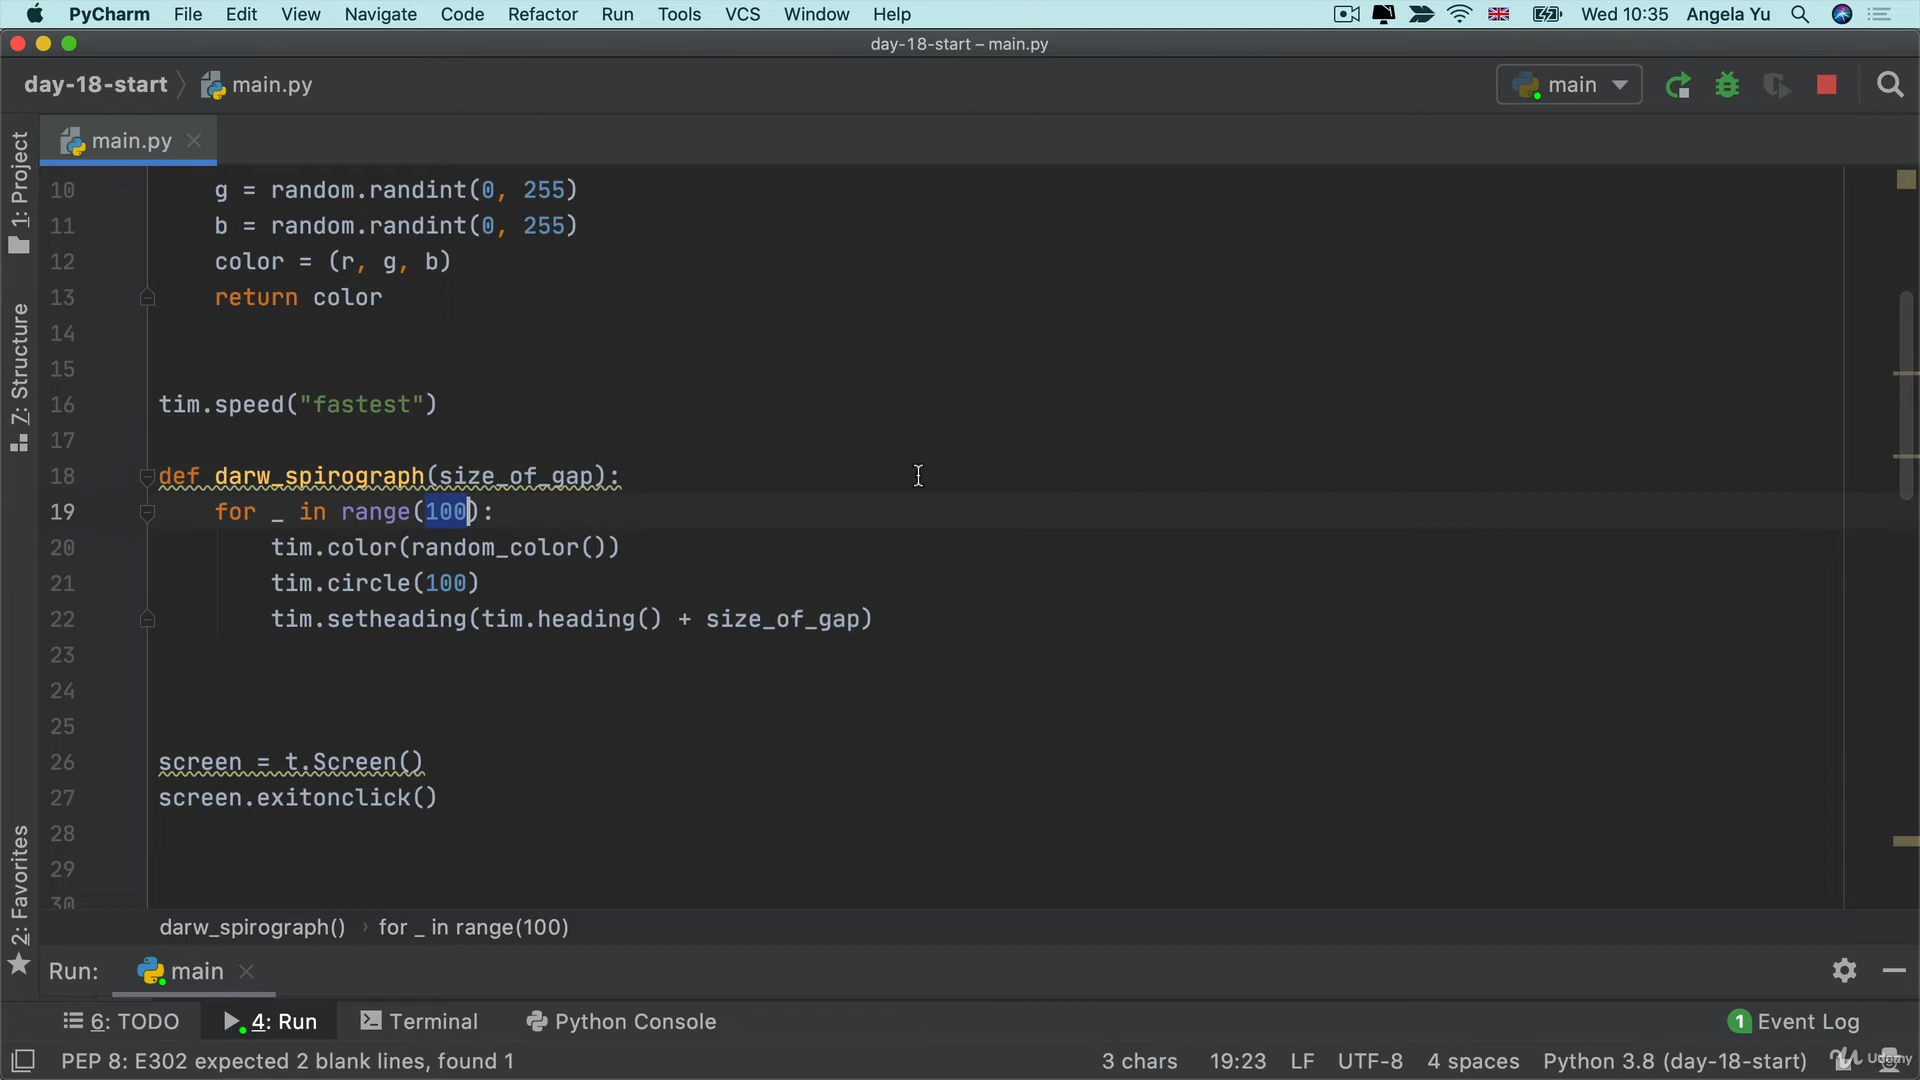 PyCharm File Edit View Navigate Code Refactor Run Tools VCS Window Help Wed 10:35 Angela Yu
day-18-start – main.py
day-18-start main.py main
1: Project
7: Structure
2: Favorites
main.py
10 g = random.randint(0, 255)
11 b = random.randint(0, 255)
12 color = (r, g, b)
13 return color
14
15
16 tim.speed("fastest")
17
18 def darw_spirograph(size_of_gap):
19 for _ in range(100):
20 tim.color(random_color())
21 tim.circle(100)
22 tim.setheading(tim.heading() + size_of_gap)
23
24
25
26 screen = t.Screen()
27 screen.exitonclick()
28
29
30
darw_spirograph() › for _ in range(100)
Run: main
6: TODO 4: Run Terminal Python Console 1 Event Log
PEP 8: E302 expected 2 blank lines, found 1 3 chars 19:23 LF UTF-8 4 spaces Python 3.8 (day-18-start) Udemy